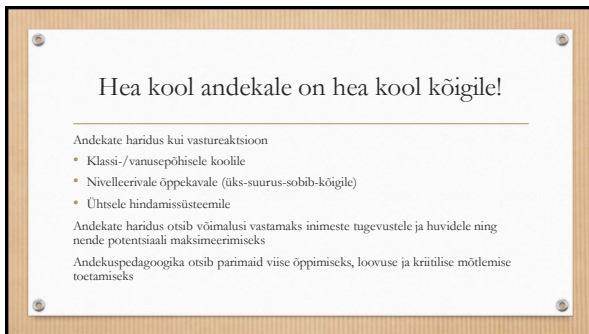 Hea kool andekale on hea kool kõigile!
Andekate haridus kui vastureaktsioon
• Klassi-/vanusepõhisele koolile
• Nivelleerivale õppekavale (üks-suurus-sobib-kõigile)
• Ühtsele hindamissüsteemile
Andekate haridus otsib võimalusi vastamaks inimeste tugevustele ja huvidele ning
nende potentsiaali maksimeerimiseks
Andekuspedagoogika otsib parimaid viise õppimiseks, loovuse ja kriitilise mõtlemise
toetamiseks